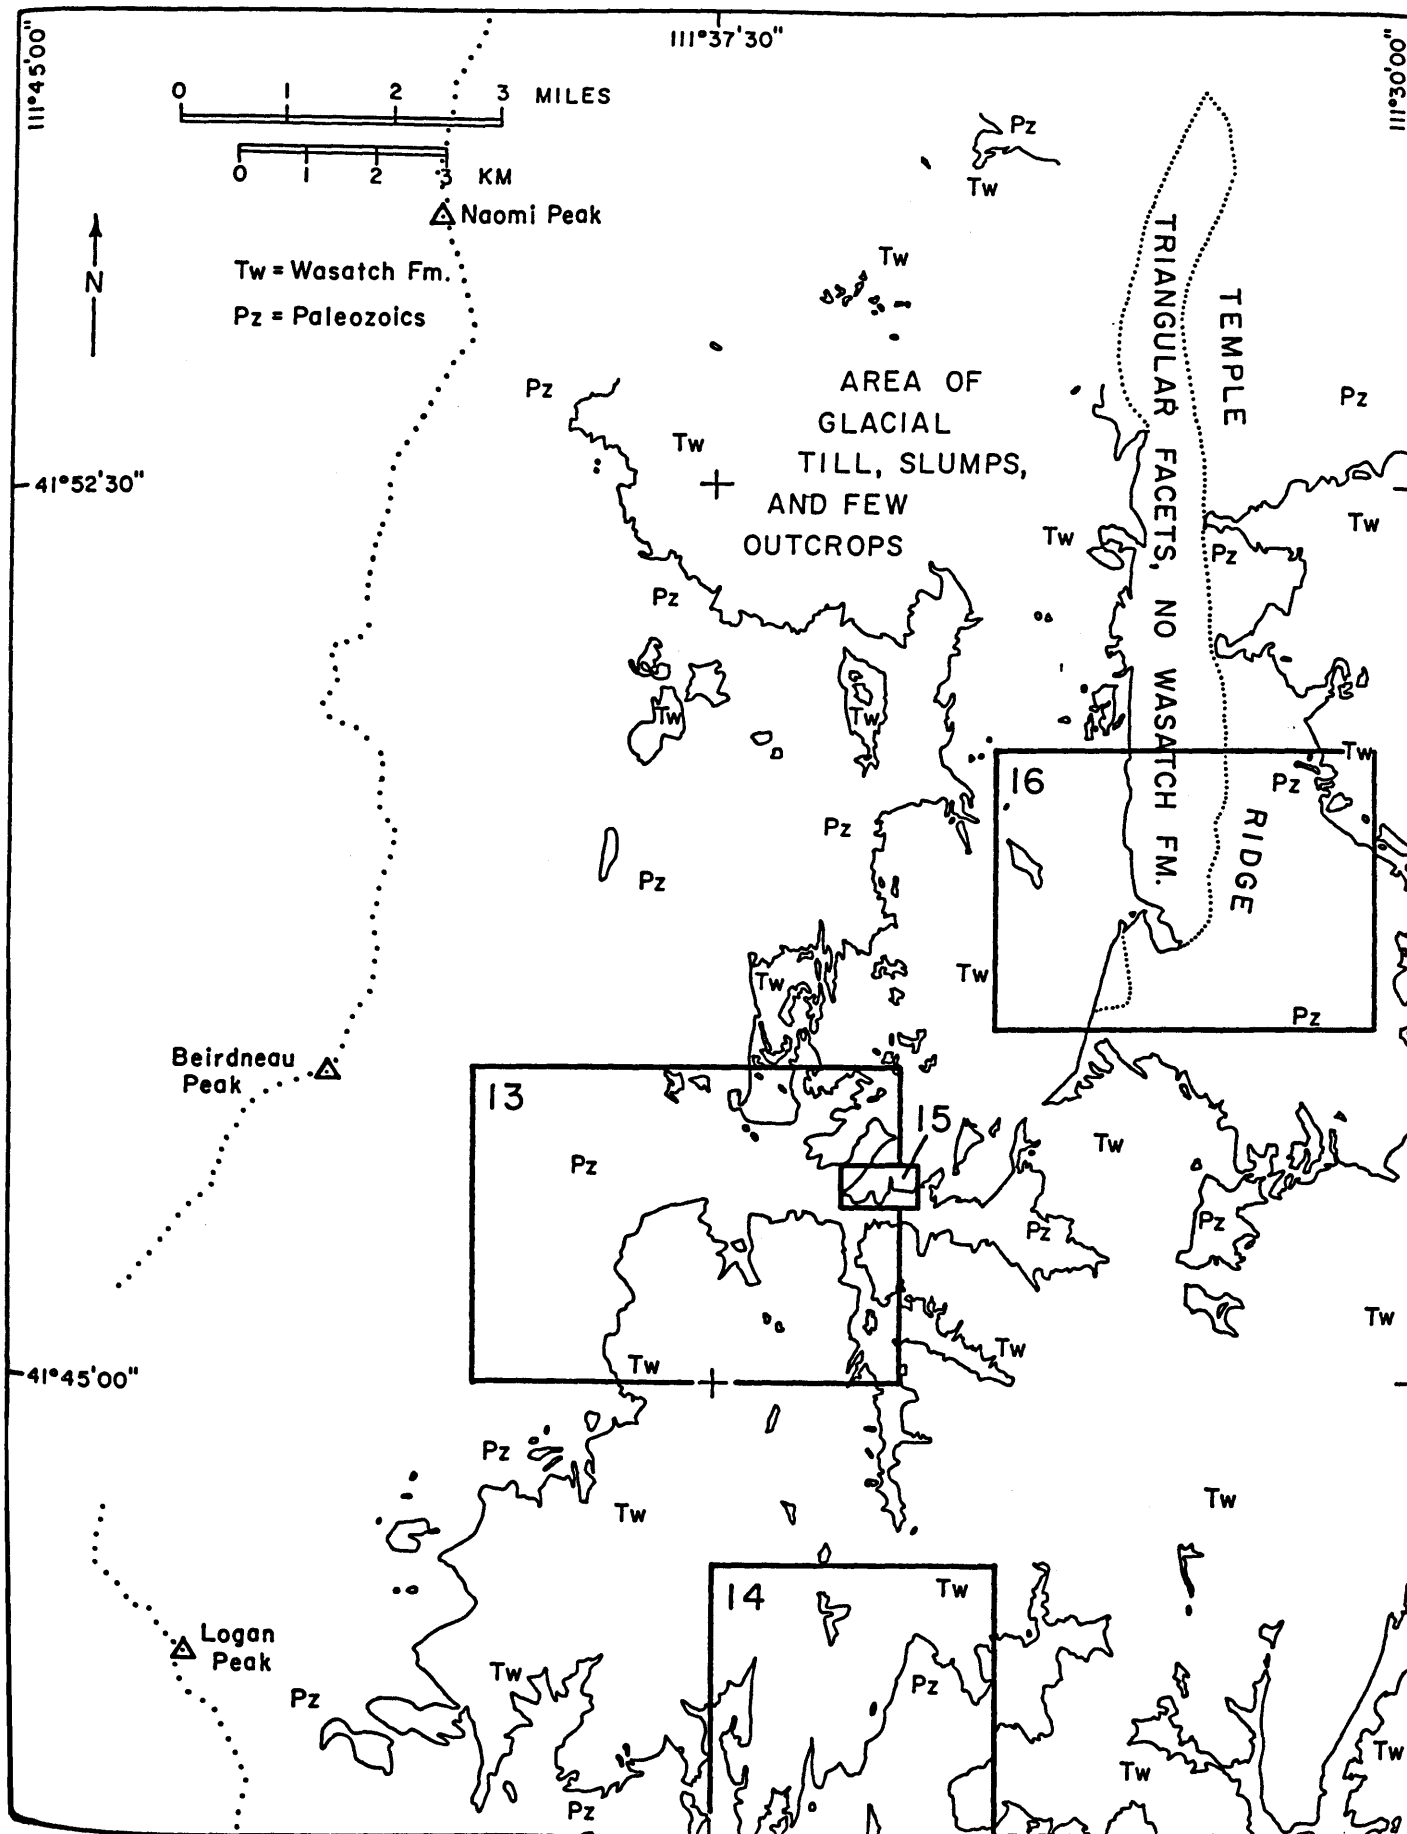 111°45'00"
111°37'30"
111°30'00"
0 1 2 3 MILES
0 1 2 3 KM
Naomi Peak
N
Tw = Wasatch Fm.
Pz = Paleozoics
Pz
Tw
Tw
TRIANGULAR FACETS, NO WASATCH FM.
TEMPLE
RIDGE
Pz
AREA OF
GLACIAL
TILL, SLUMPS,
AND FEW
OUTCROPS
Pz
Tw
41°52'30"
Tw
Pz
Tw
Pz
Tw
Tw
Tw
16
Pz
Pz
Pz
Tw
Tw
Pz
Beirdneau
Peak
13
15
Pz
Tw
Pz
Pz
Tw
Tw
Tw
41°45'00"
Pz
Tw
Tw
14
Tw
Logan
Peak
Tw
Pz
Pz
Tw
Tw
Pz